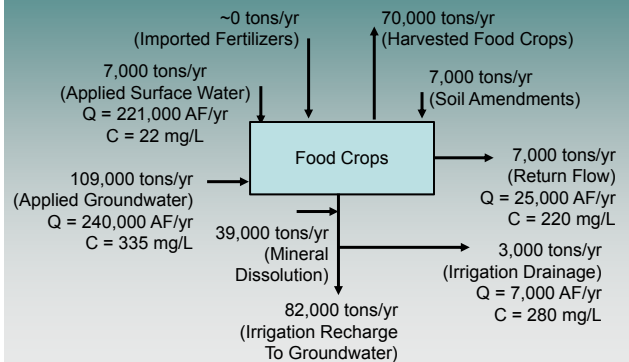 ~0 tons/yr
(Imported Fertilizers)
70,000 tons/yr
(Harvested Food Crops)
7,000 tons/yr
(Applied Surface Water)
Q = 221,000 AF/yr
C = 22 mg/L
7,000 tons/yr
(Soil Amendments)
Food Crops
109,000 tons/yr
(Applied Groundwater)
Q = 240,000 AF/yr
C = 335 mg/L
7,000 tons/yr
(Return Flow)
Q = 25,000 AF/yr
C = 220 mg/L
39,000 tons/yr
(Mineral
Dissolution)
3,000 tons/yr
(Irrigation Drainage)
Q = 7,000 AF/yr
C = 280 mg/L
82,000 tons/yr
(Irrigation Recharge
To Groundwater)